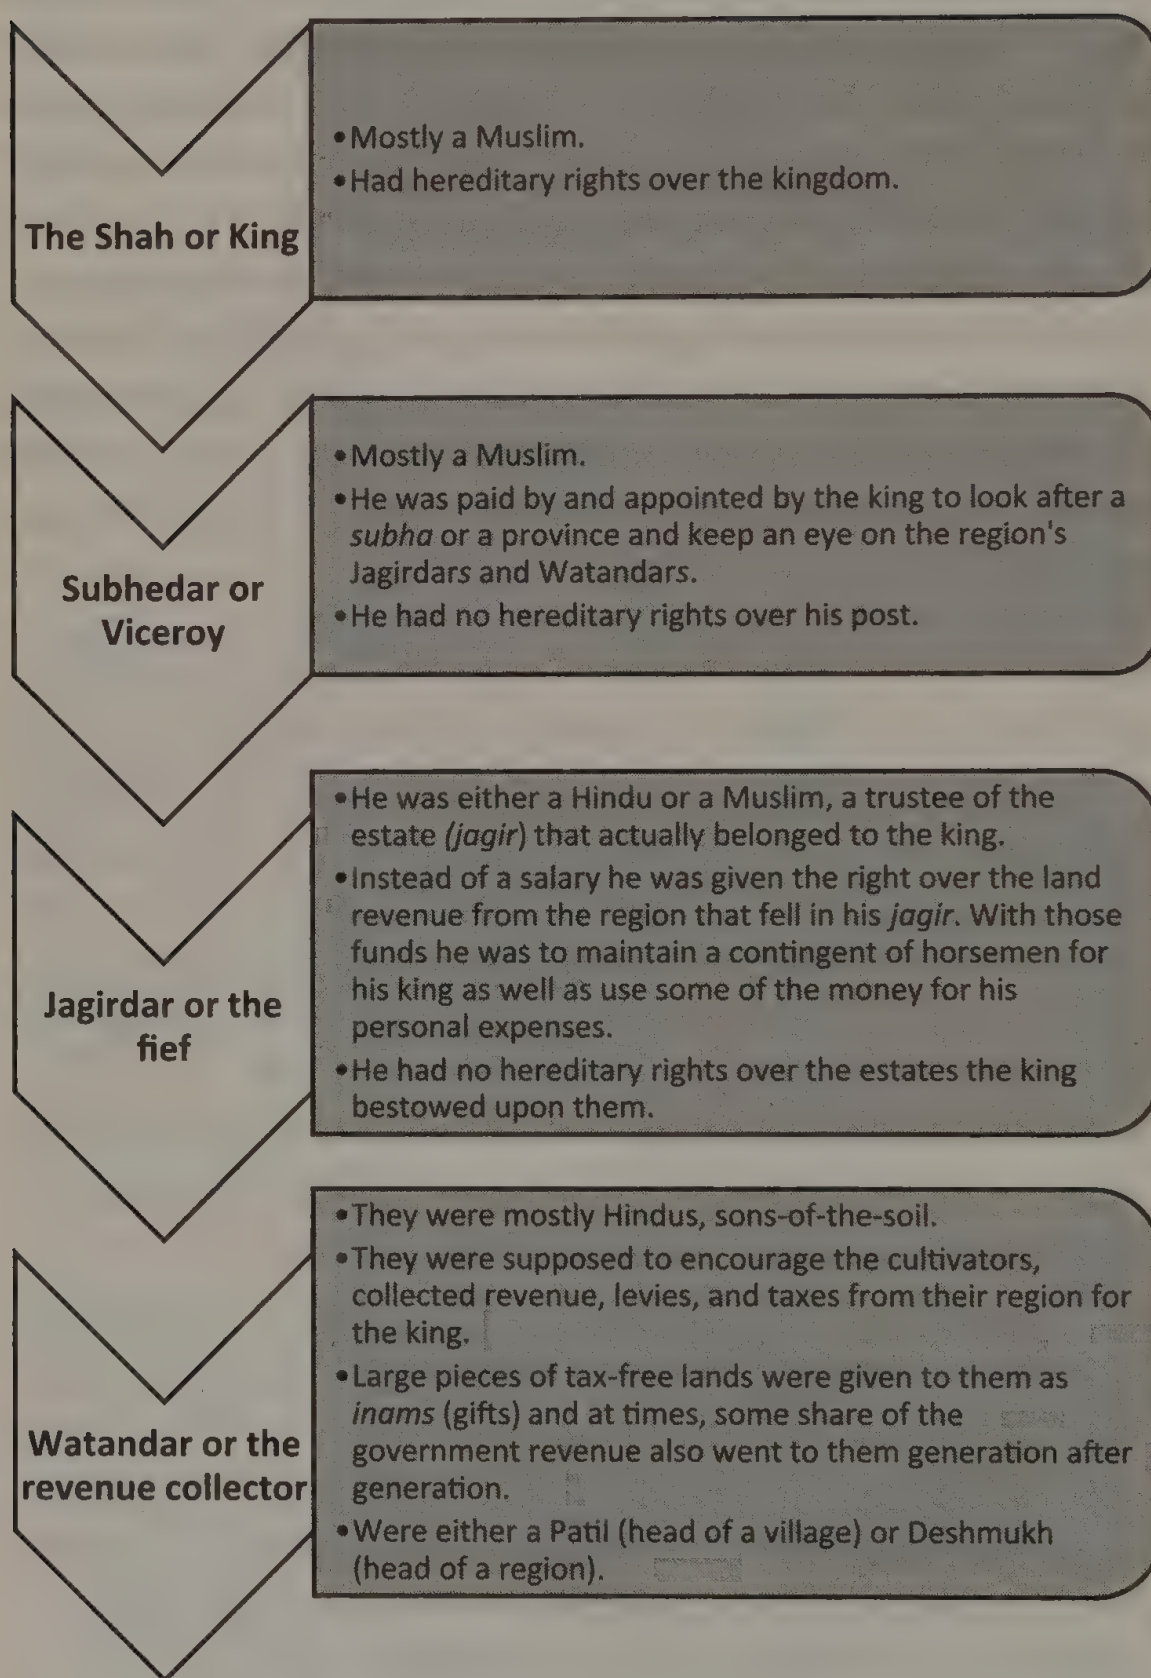 The Shah or King
•Mostly a Muslim.
•Had hereditary rights over the kingdom.
Subhedar or
Viceroy
•Mostly a Muslim.
•He was paid by and appointed by the king to look after a
subha or a province and keep an eye on the region's
Jagirdars and Watandars.
•He had no hereditary rights over his post.
Jagirdar or the
fief
•He was either a Hindu or a Muslim, a trustee of the
estate (jagir) that actually belonged to the king.
•Instead of a salary he was given the right over the land
revenue from the region that fell in his jagir. With those
funds he was to maintain a contingent of horsemen for
his king as well as use some of the money for his
personal expenses.
•He had no hereditary rights over the estates the king
bestowed upon them.
Watandar or the
revenue collector
•They were mostly Hindus, sons-of-the-soil.
•They were supposed to encourage the cultivators,
collected revenue, levies, and taxes from their region for
the king.
•Large pieces of tax-free lands were given to them as
inams (gifts) and at times, some share of the
government revenue also went to them generation after
generation.
•Were either a Patil (head of a village) or Deshmukh
(head of a region).